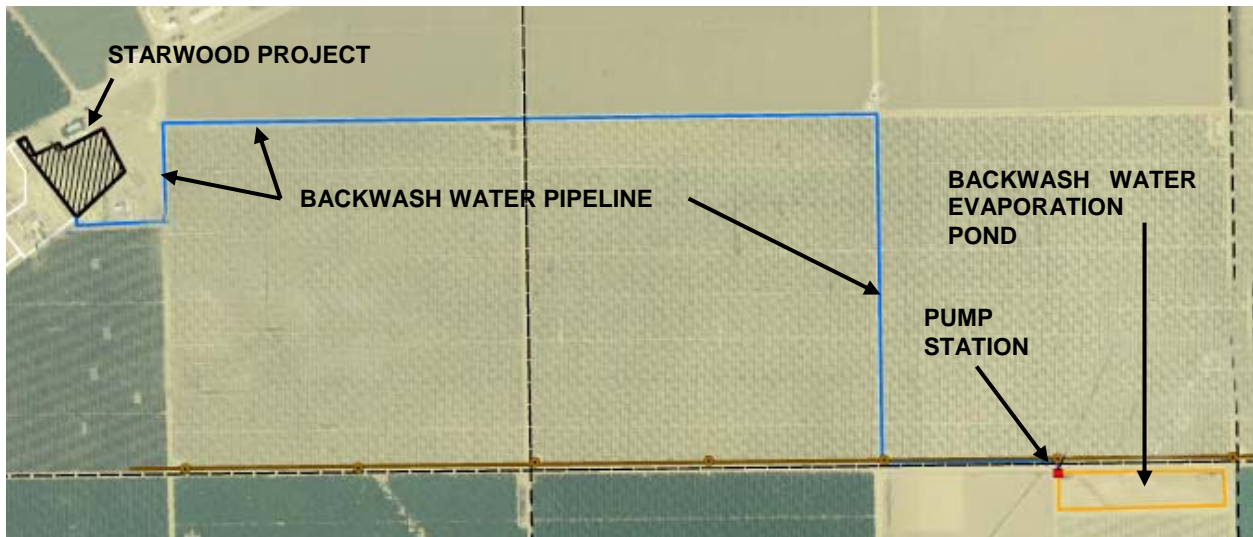 STARWOOD PROJECT
BACKWASH WATER PIPELINE
BACKWASH WATER
EVAPORATION
POND
PUMP
STATION